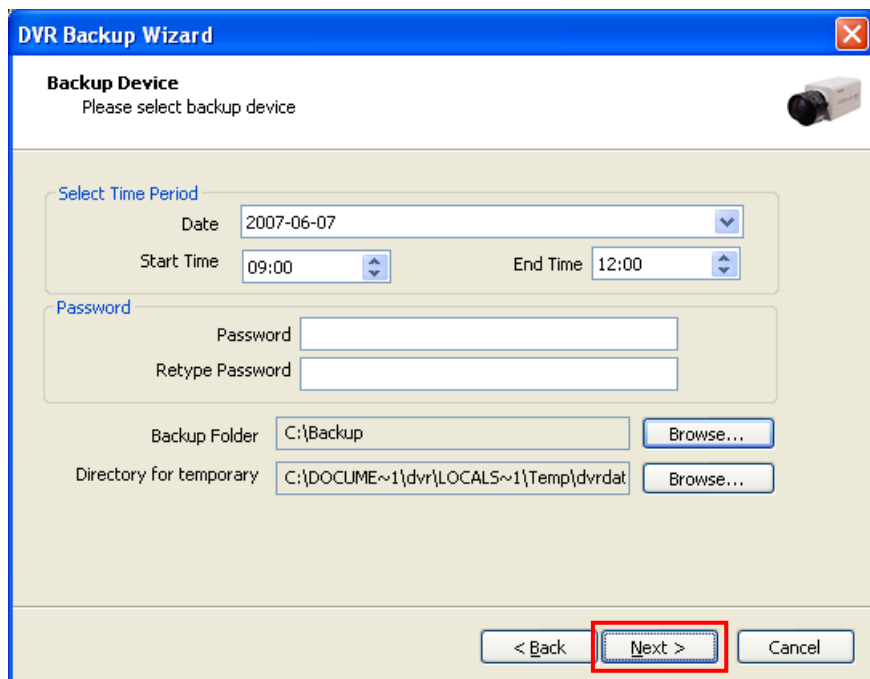 DVR Backup Wizard
Backup Device
Please select backup device
Select Time Period
Date 2007-06-07
Start Time 09:00 End Time 12:00
Password
Password
Retype Password
Backup Folder C:\Backup Browse...
Directory for temporary C:\DOCUME~1\dvr\LOCALS~1\Temp\dvrdat Browse...
< Back Next > Cancel